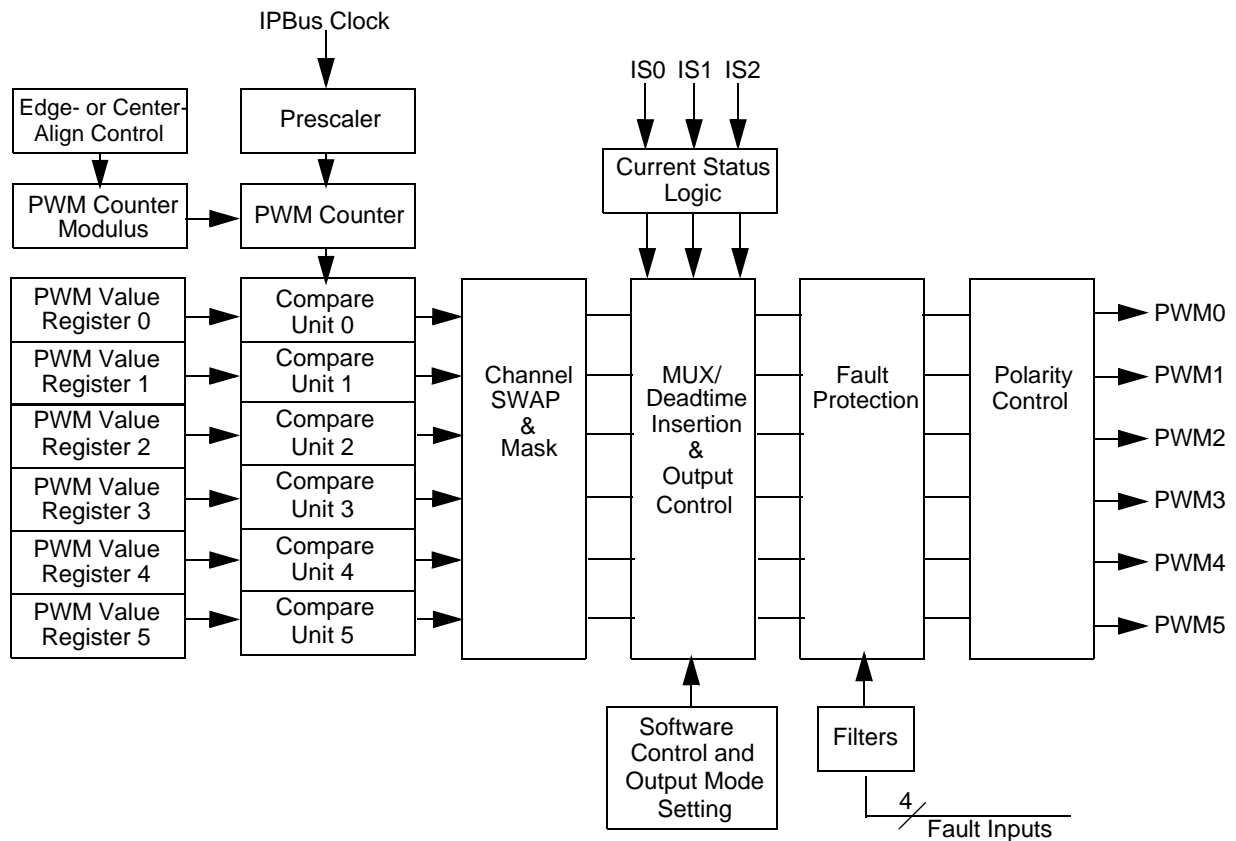 IPBus Clock
IS0 IS1 IS2
Edge- or Center-
Align Control
Prescaler
Current Status
Logic
PWM Counter
Modulus
PWM Counter
PWM Value
Register 0
Compare
Unit 0
PWM Value
Register 1
Compare
Unit 1
PWM Value
Register 2
Compare
Unit 2
PWM Value
Register 3
Compare
Unit 3
PWM Value
Register 4
Compare
Unit 4
PWM Value
Register 5
Compare
Unit 5
Channel
SWAP
&
Mask
MUX/
Deadtime
Insertion
&
Output
Control
Fault
Protection
Polarity
Control
PWM0
PWM1
PWM2
PWM3
PWM4
PWM5
Software
Control and
Output Mode
Setting
Filters
4
Fault Inputs